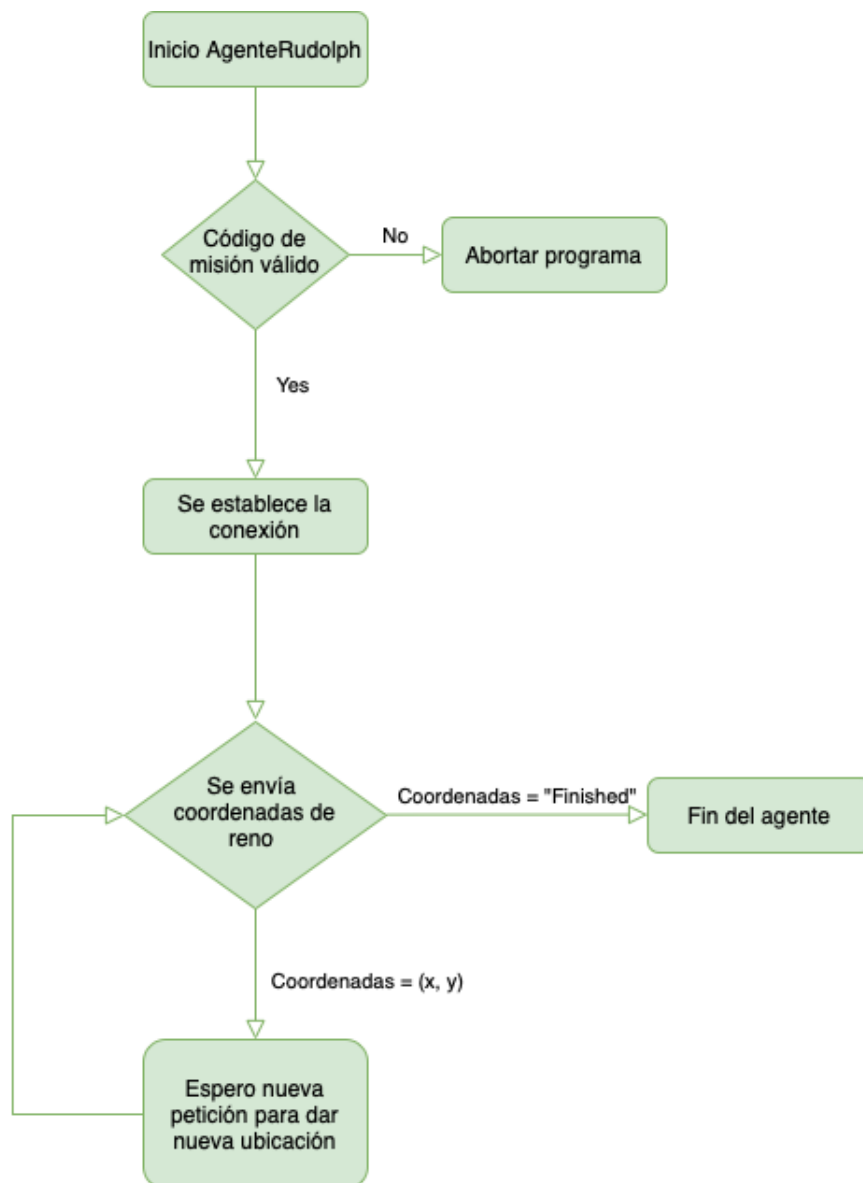 Inicio AgenteRudolph
Código de
misión válido
No
Abortar programa
Yes
Se establece la
conexión
Se envía
coordenadas de
reno
Coordenadas = "Finished"
Fin del agente
Coordenadas = (x, y)
Espero nueva
petición para dar
nueva ubicación